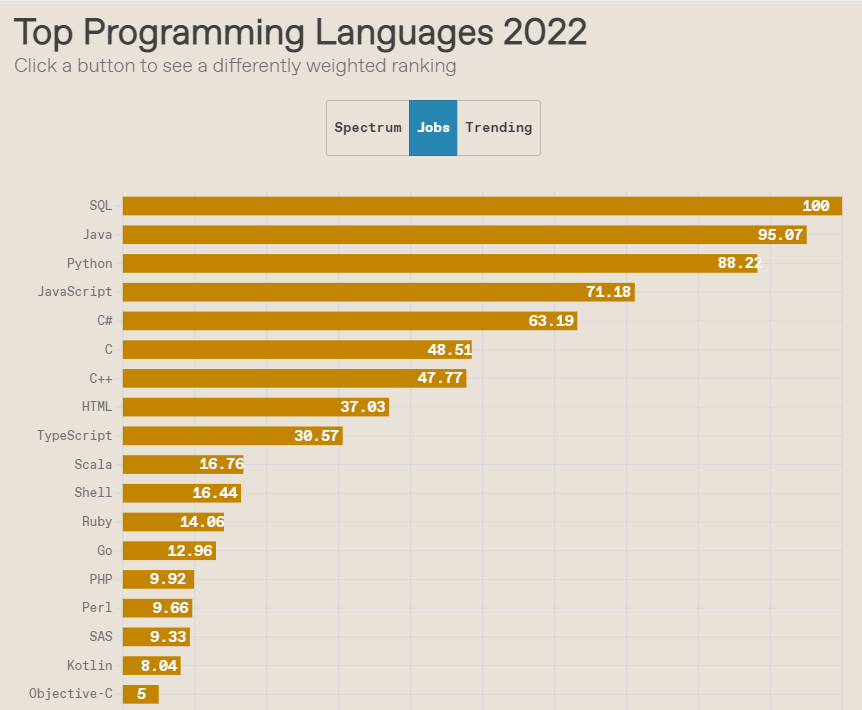 Top Programming Languages 2022
Click a button to see a differently weighted ranking
Spectrum Jobs Trending
SQL 100
Java 95.07
Python 88.22
JavaScript 71.18
C# 63.19
C 48.51
C++ 47.77
HTML 37.03
TypeScript 30.57
Scala 16.76
Shell 16.44
Ruby 14.06
Go 12.96
PHP 9.92
Perl 9.66
SAS 9.33
Kotlin 8.04
Objective-C 5